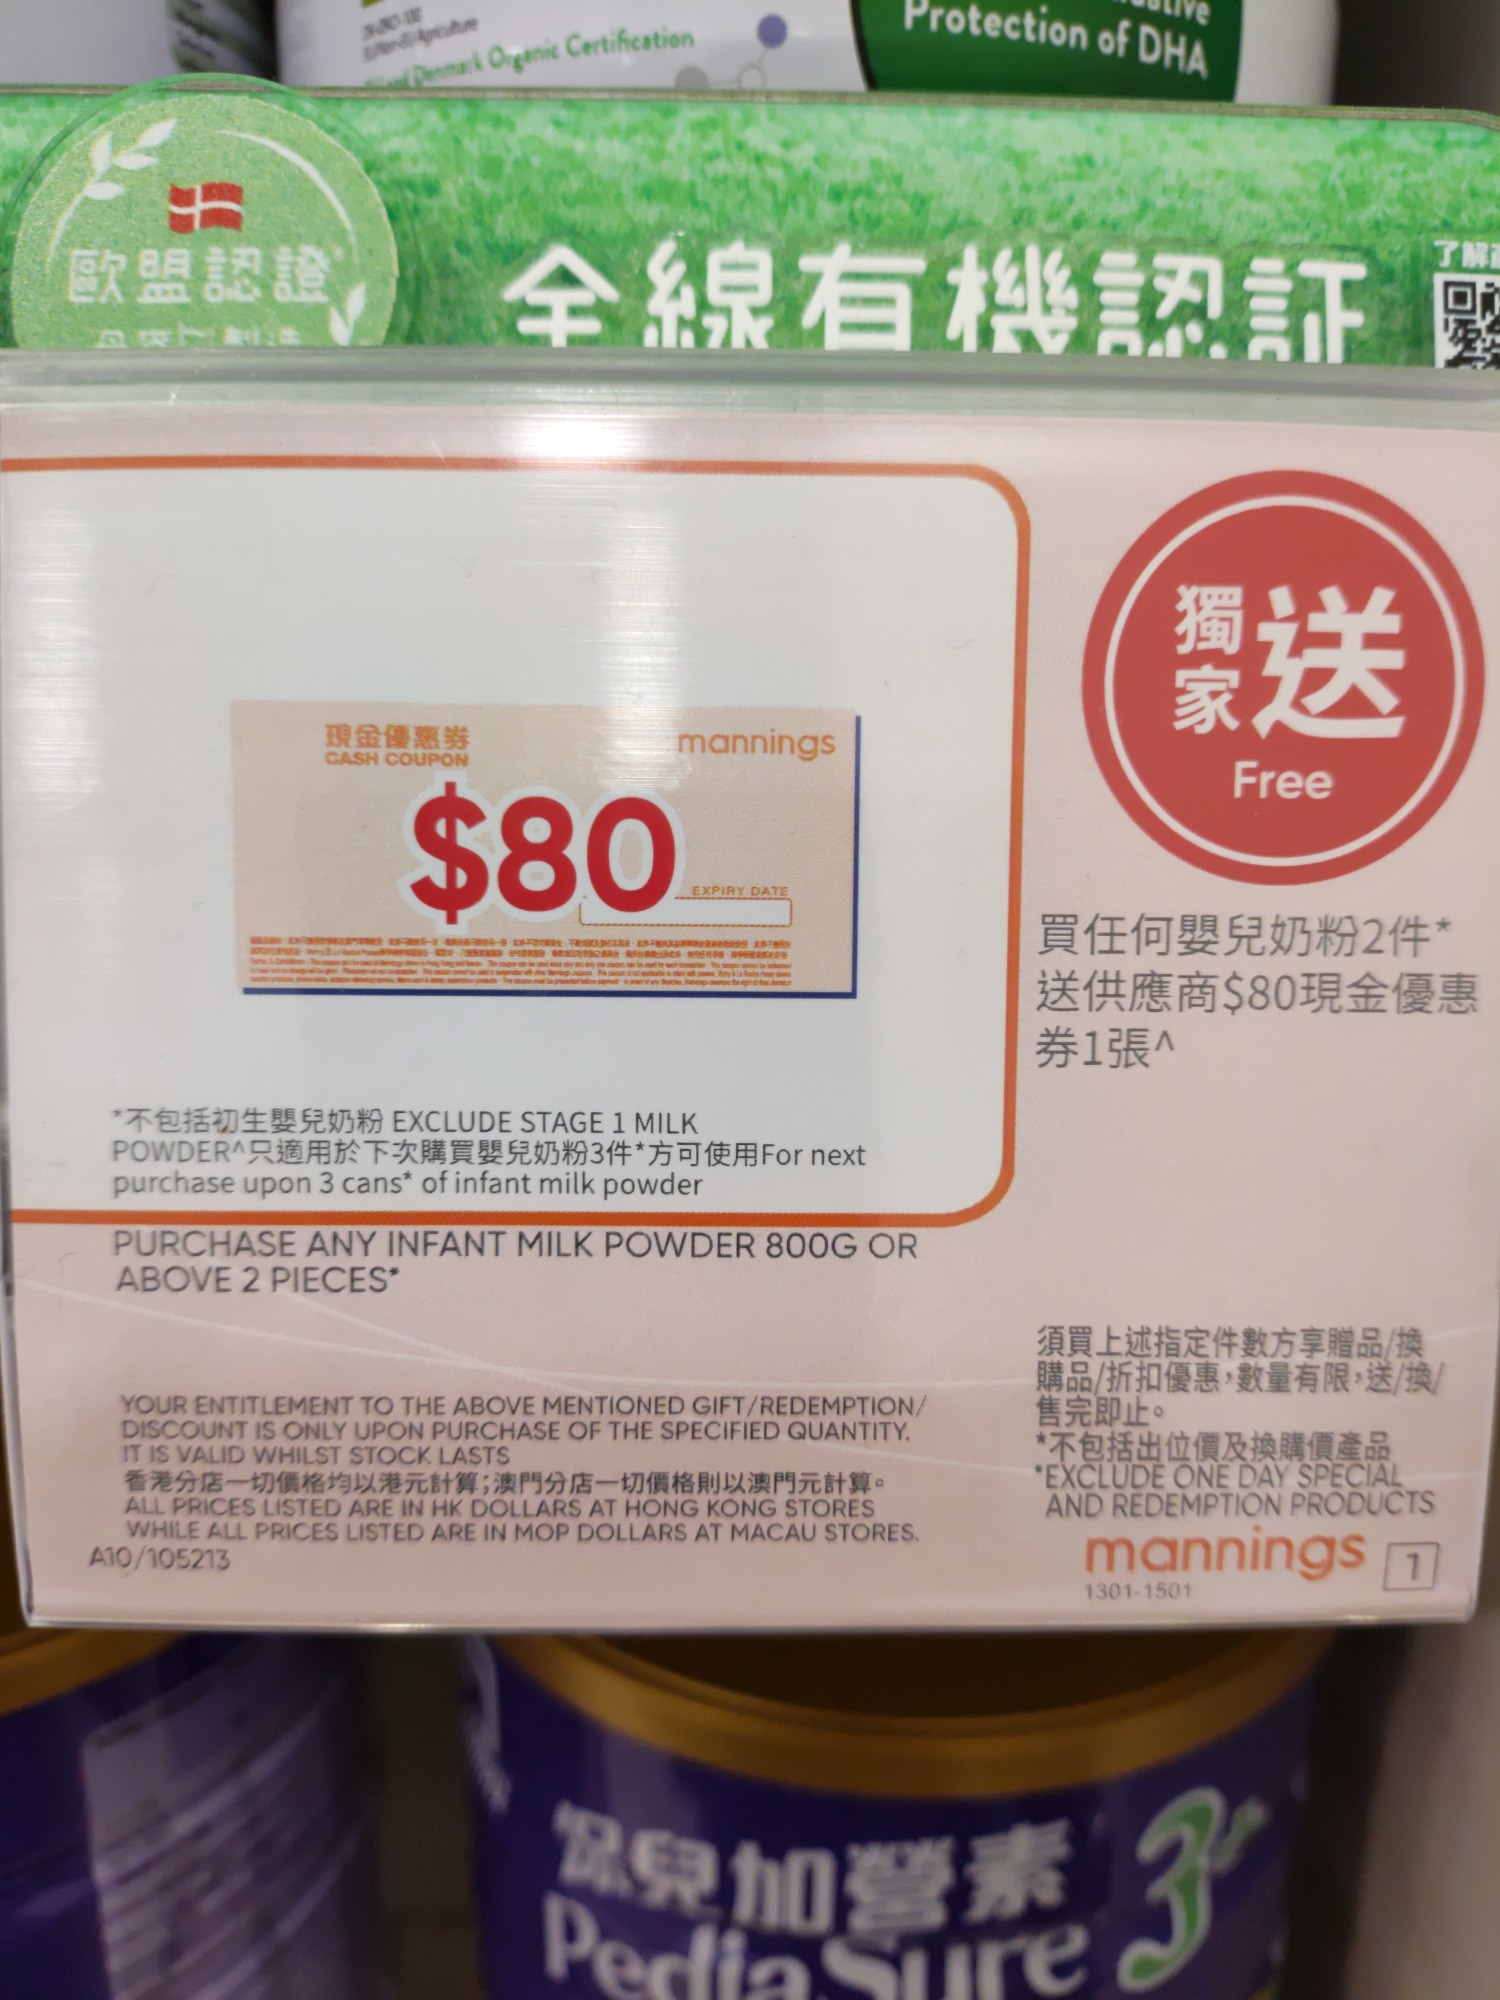 Denmark Organic Certification
Protection of DHA
歐盟認證
全線有機認証
了解
獨家送
Free
現金優惠券
CASH COUPON
mannings
$80
EXPIRY DATE
買任何嬰兒奶粉2件*
送供應商$80現金優惠
券1張^
*不包括初生嬰兒奶粉 EXCLUDE STAGE 1 MILK
POWDER^只適用於下次購買嬰兒奶粉3件*方可使用For next
purchase upon 3 cans* of infant milk powder
PURCHASE ANY INFANT MILK POWDER 800G OR
ABOVE 2 PIECES*
YOUR ENTITLEMENT TO THE ABOVE MENTIONED GIFT/REDEMPTION/
DISCOUNT IS ONLY UPON PURCHASE OF THE SPECIFIED QUANTITY.
IT IS VALID WHILST STOCK LASTS
香港分店一切價格均以港元計算;澳門分店一切價格則以澳門元計算。
ALL PRICES LISTED ARE IN HK DOLLARS AT HONG KONG STORES
WHILE ALL PRICES LISTED ARE IN MOP DOLLARS AT MACAU STORES.
A10/105213
須買上述指定件數方享贈品/換
購品/折扣優惠,數量有限,送/換/
售完即止。
*不包括出位價及換購價產品
*EXCLUDE ONE DAY SPECIAL
AND REDEMPTION PRODUCTS
mannings 1
1301-1501
保兒加營素 3+
PediaSure